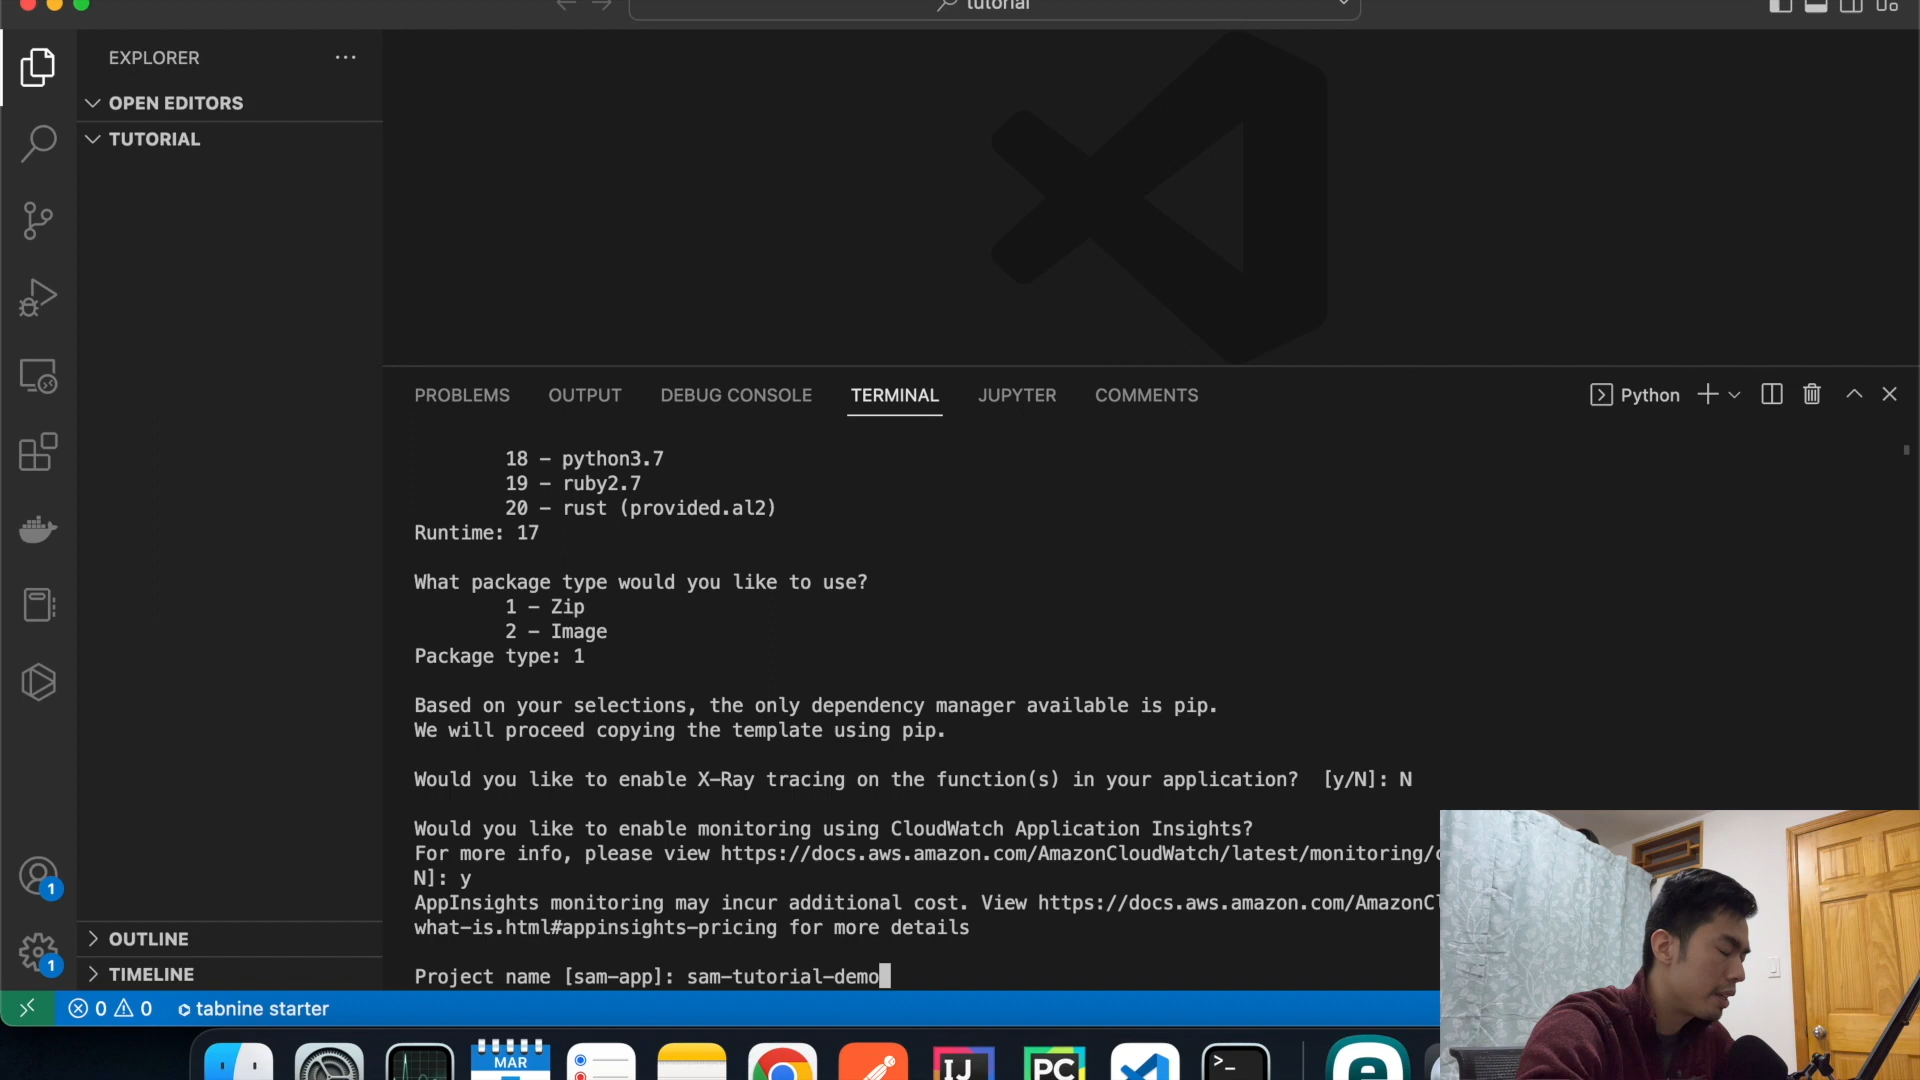 tutorial
EXPLORER
OPEN EDITORS
TUTORIAL
PROBLEMS OUTPUT DEBUG CONSOLE TERMINAL JUPYTER COMMENTS
Python
18 - python3.7
19 - ruby2.7
20 - rust (provided.al2)
Runtime: 17
What package type would you like to use?
1 - Zip
2 - Image
Package type: 1
Based on your selections, the only dependency manager available is pip.
We will proceed copying the template using pip.
Would you like to enable X-Ray tracing on the function(s) in your application?  [y/N]: N
Would you like to enable monitoring using CloudWatch Application Insights?
For more info, please view https://docs.aws.amazon.com/AmazonCloudWatch/latest/monitoring/
N]: y
AppInsights monitoring may incur additional cost. View https://docs.aws.amazon.com/AmazonCl
what-is.html#appinsights-pricing for more details
Project name [sam-app]: sam-tutorial-demo
1
1
OUTLINE
TIMELINE
0 0 tabnine starter
MAR
IJ
PC
>_
e